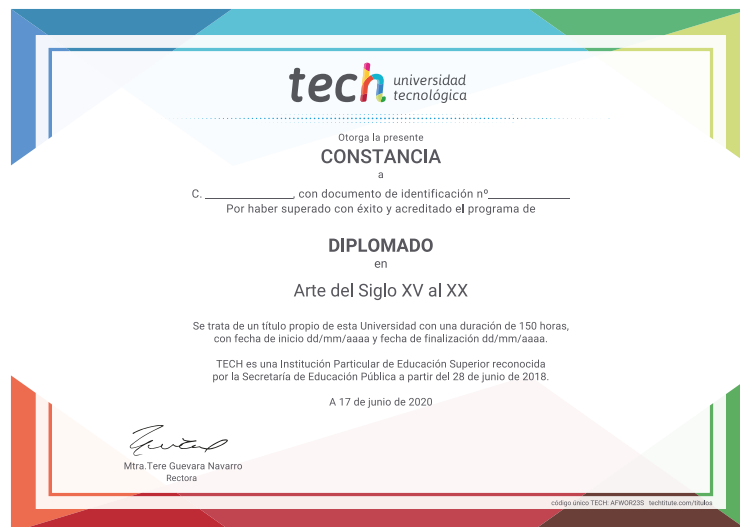 tech universidad
tecnológica
Otorga la presente
CONSTANCIA
a
C. ________________, con documento de identificación nº______________
Por haber superado con éxito y acreditado el programa de
DIPLOMADO
en
Arte del Siglo XV al XX
Se trata de un título propio de esta Universidad con una duración de 150 horas,
con fecha de inicio dd/mm/aaaa y fecha de finalización dd/mm/aaaa.
TECH es una Institución Particular de Educación Superior reconocida
por la Secretaría de Educación Pública a partir del 28 de junio de 2018.
A 17 de junio de 2020
Mtra.Tere Guevara Navarro
Rectora
código único TECH: AFWOR23S techtitute.com/titulos